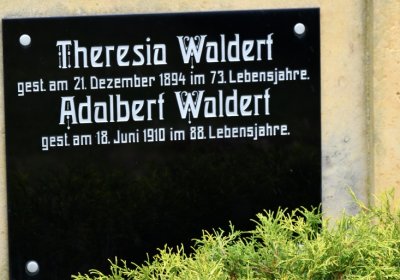 Theresia Waldert
gest. am 21. Dezember 1894 im 73. Lebensjahre.
Adalbert Waldert
gest. am 18. Juni 1910 im 88. Lebensjahre.